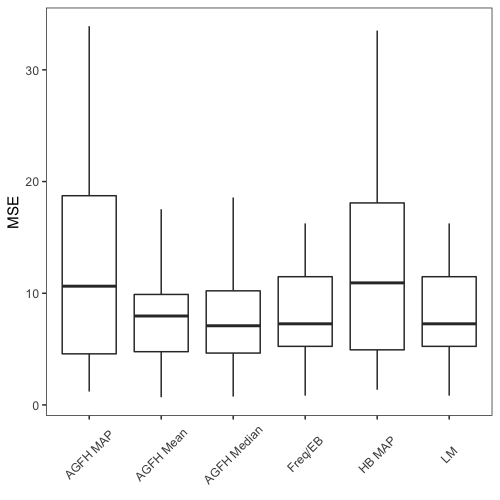 MSE
30
20
10
0
AGFH MAP
AGFH Mean
AGFH Median
Freq/EB
HB MAP
LM